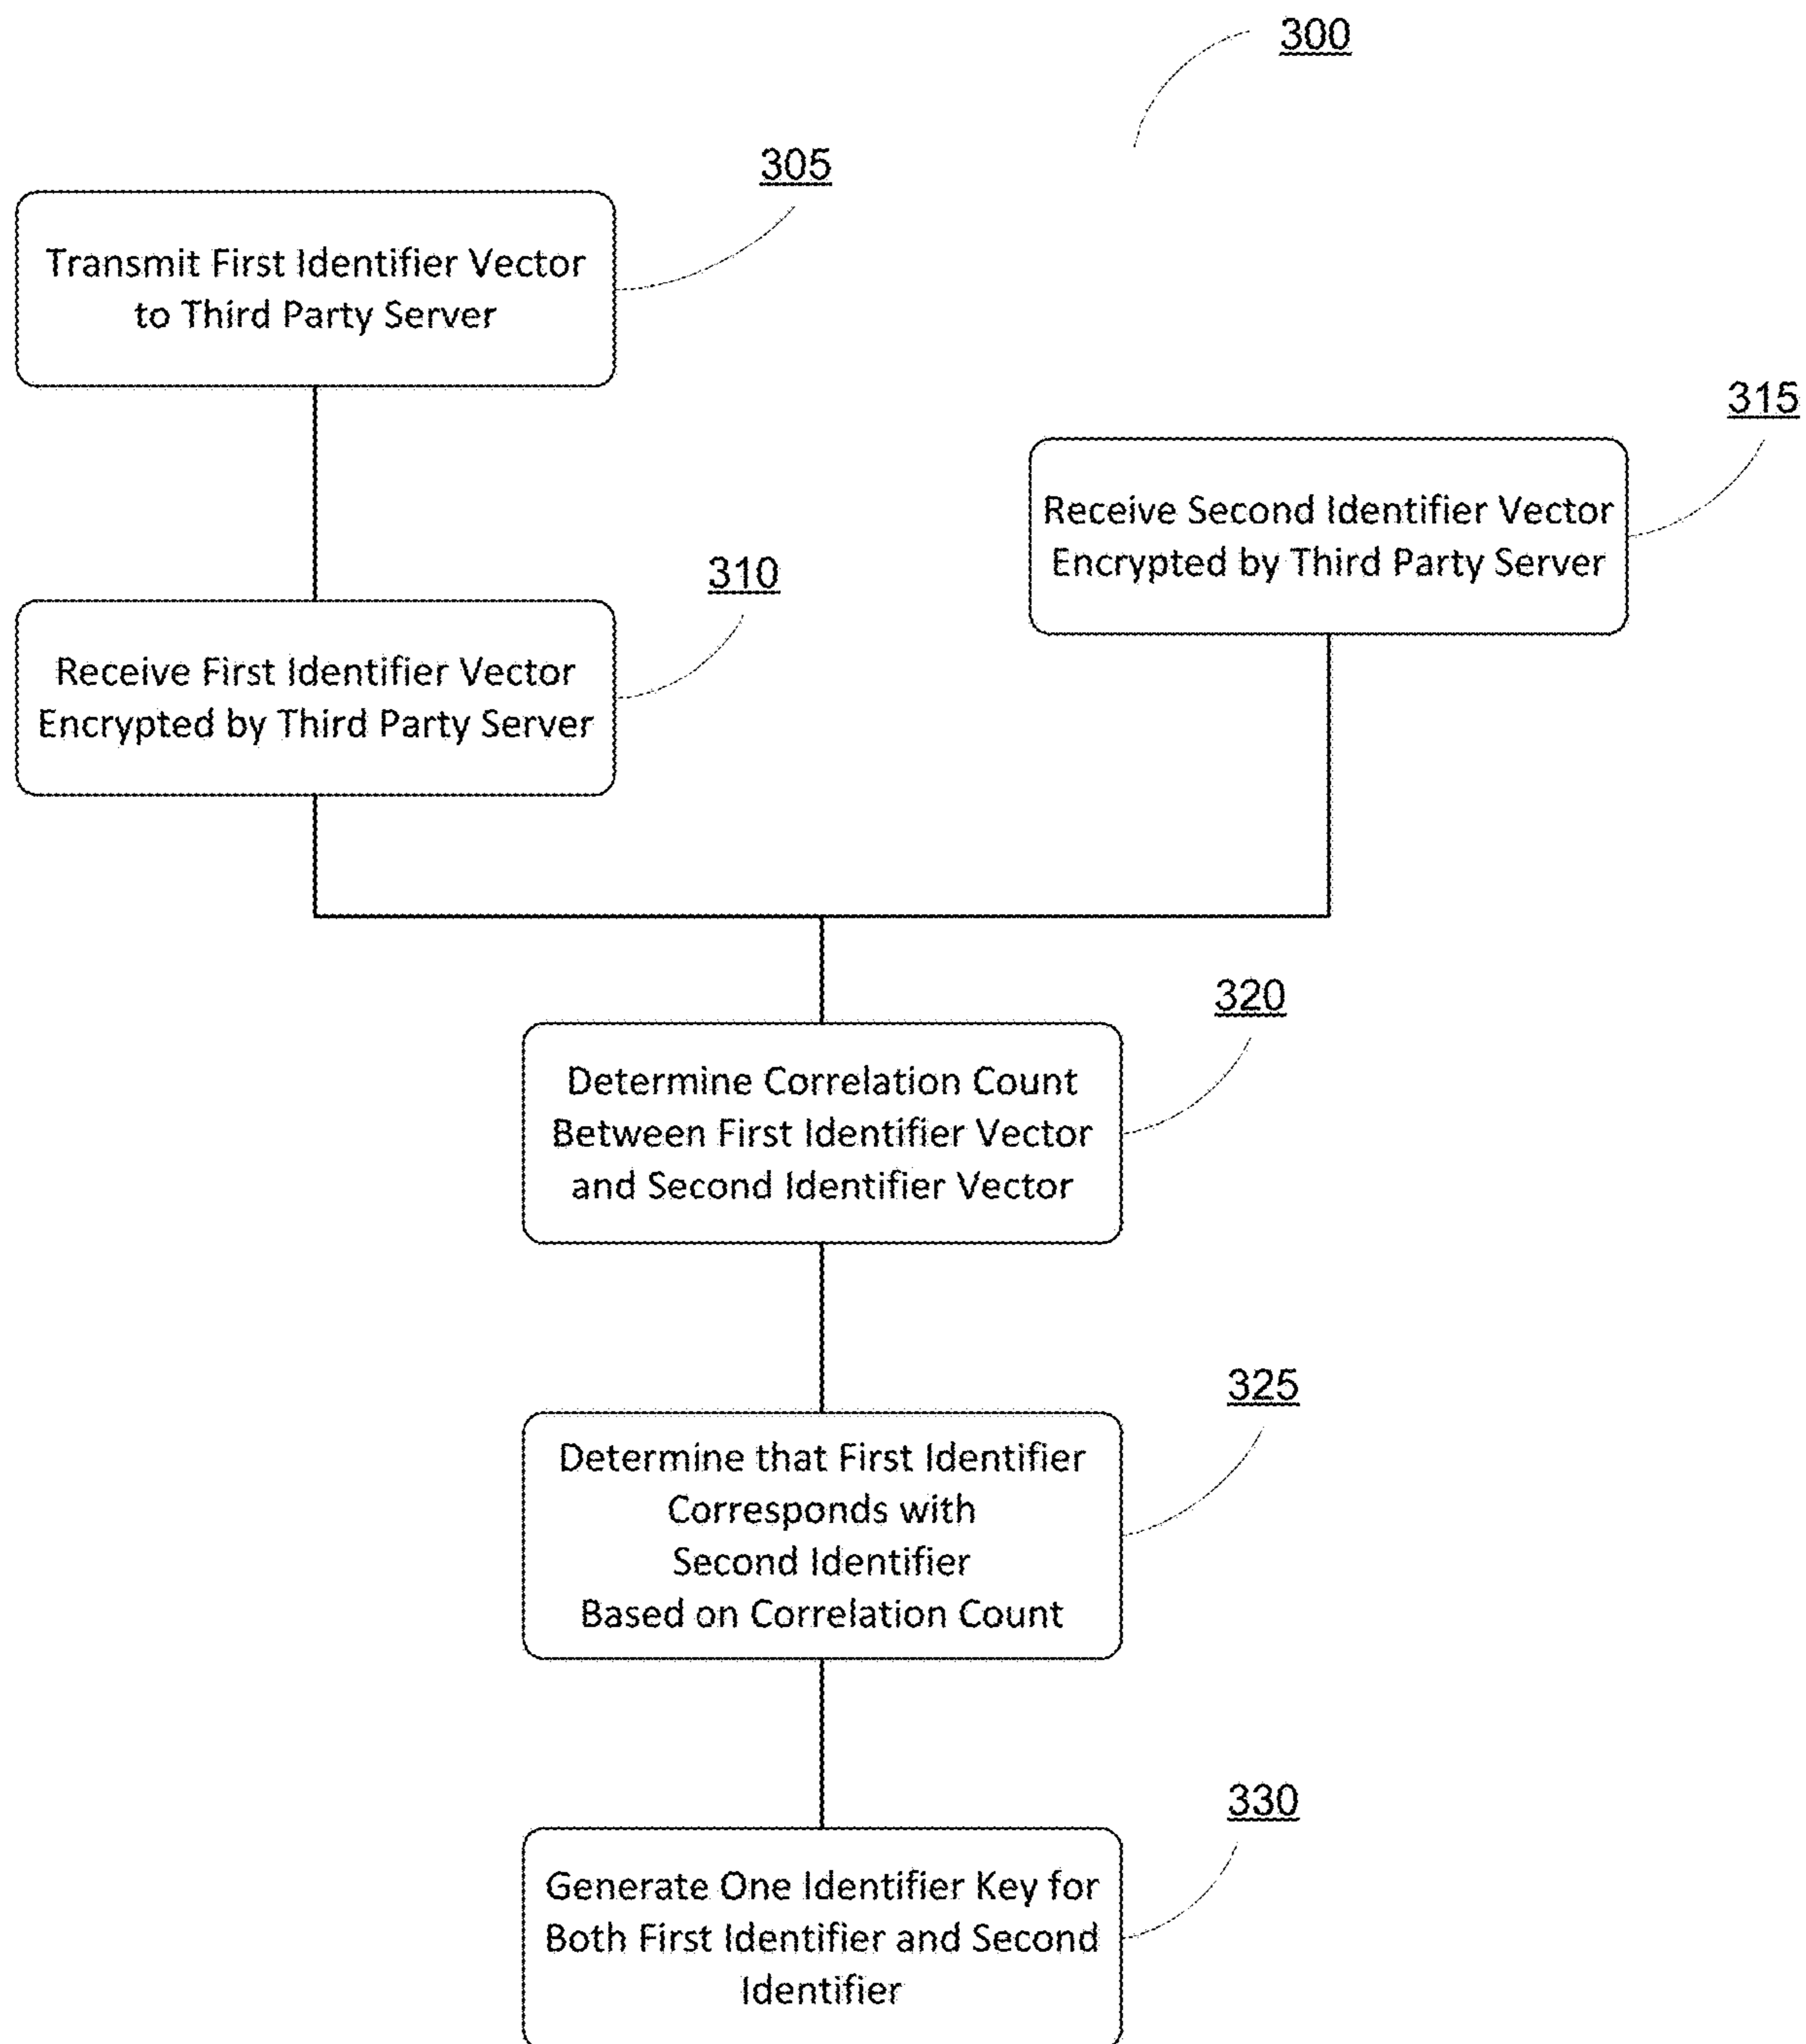 300
305
Transmit First Identifier Vector
to Third Party Server
315
Receive Second Identifier Vector
Encrypted by Third Party Server
310
Receive First Identifier Vector
Encrypted by Third Party Server
320
Determine Correlation Count
Between First Identifier Vector
and Second Identifier Vector
325
Determine that First Identifier
Corresponds with
Second Identifier
Based on Correlation Count
330
Generate One Identifier Key for
Both First Identifier and Second
Identifier